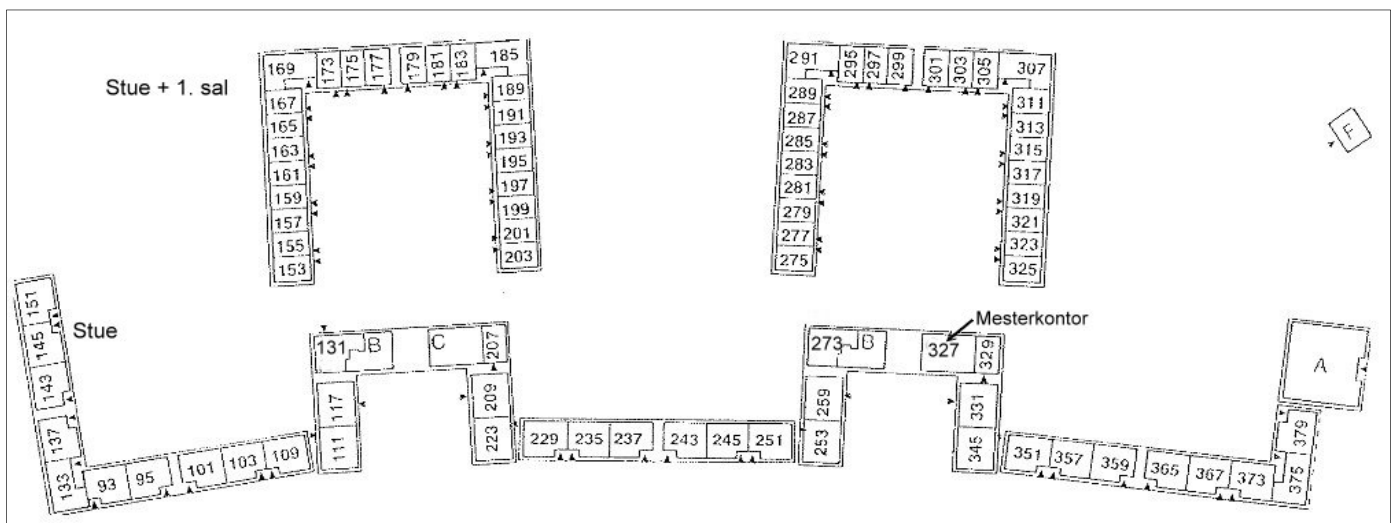 169 173 175 177 179 181 183 185
291 295 297 299 301 303 305 307
Stue + 1. sal
167 189 289 311
165 191 287 313
163 193 285 315
161 195 283 317
159 197 281 319
157 199 279 321
155 201 277 323
153 203 275 325
F
151
145
143
137
133
Stue
93 95 101 103 109
131 B C 207
117 209
111 223
229 235 237 243 245 251
Mesterkontor
273 B 327 329
259 331
253 345
351 357 359 365 367 373
A
379
375